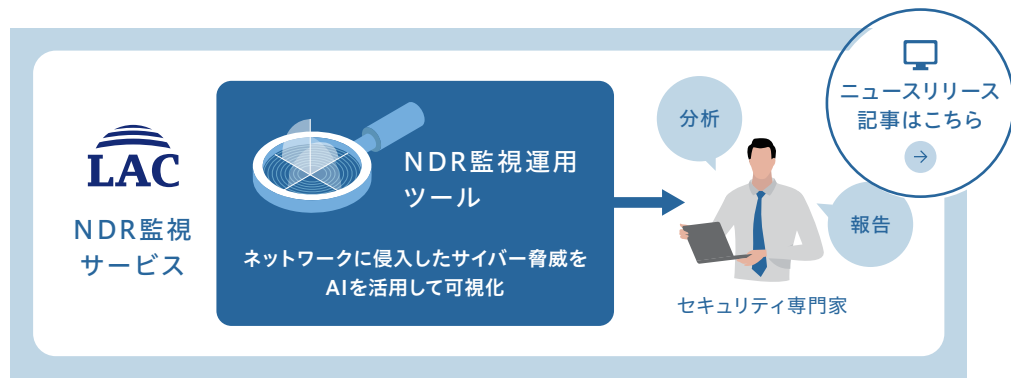 LAC
NDR監視
サービス
NDR監視運用
ツール
ネットワークに侵入したサイバー脅威を
AIを活用して可視化
分析
報告
セキュリティ専門家
ニュースリリース
記事はこちら